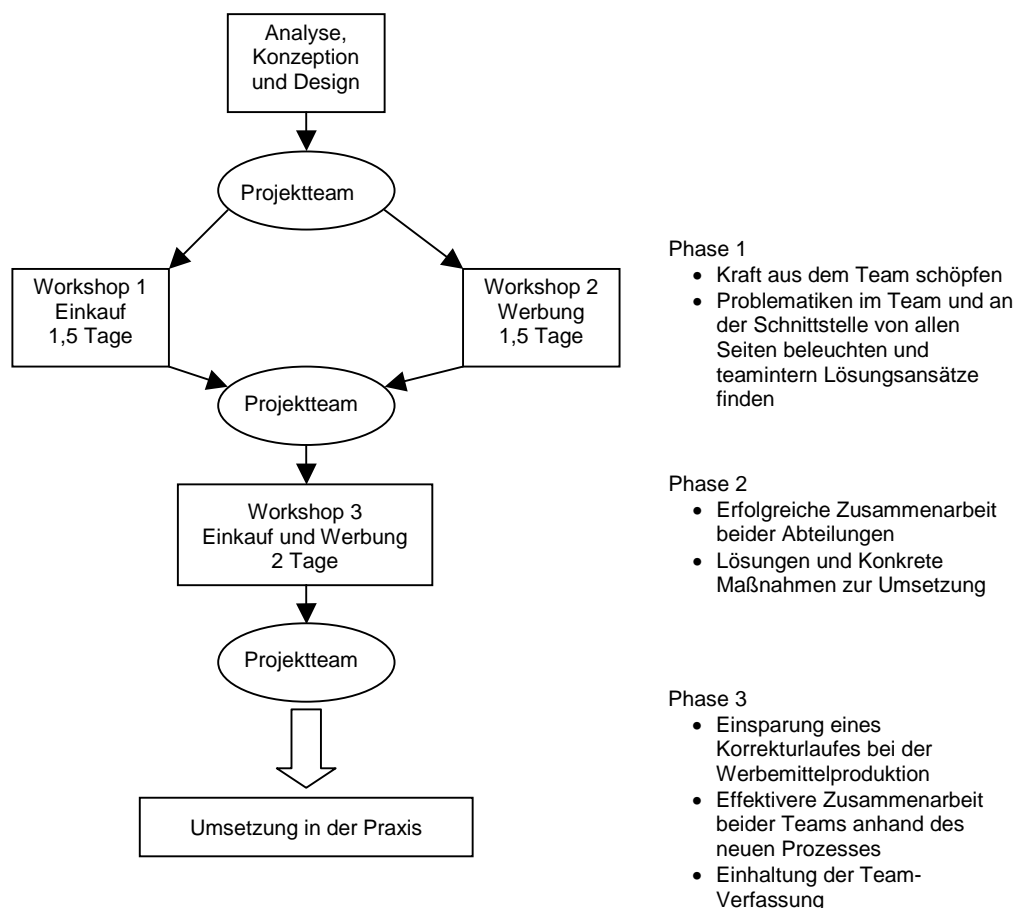 Analyse,
Konzeption
und Design
Projektteam
Workshop 1
Einkauf
1,5 Tage
Workshop 2
Werbung
1,5 Tage
Projektteam
Workshop 3
Einkauf und Werbung
2 Tage
Projektteam
Umsetzung in der Praxis
Phase 1
• Kraft aus dem Team schöpfen
• Problematiken im Team und an
der Schnittstelle von allen
Seiten beleuchten und
teamintern Lösungsansätze
finden
Phase 2
• Erfolgreiche Zusammenarbeit
beider Abteilungen
• Lösungen und Konkrete
Maßnahmen zur Umsetzung
Phase 3
• Einsparung eines
Korrekturlaufes bei der
Werbemittelproduktion
• Effektivere Zusammenarbeit
beider Teams anhand des
neuen Prozesses
• Einhaltung der Team-
Verfassung